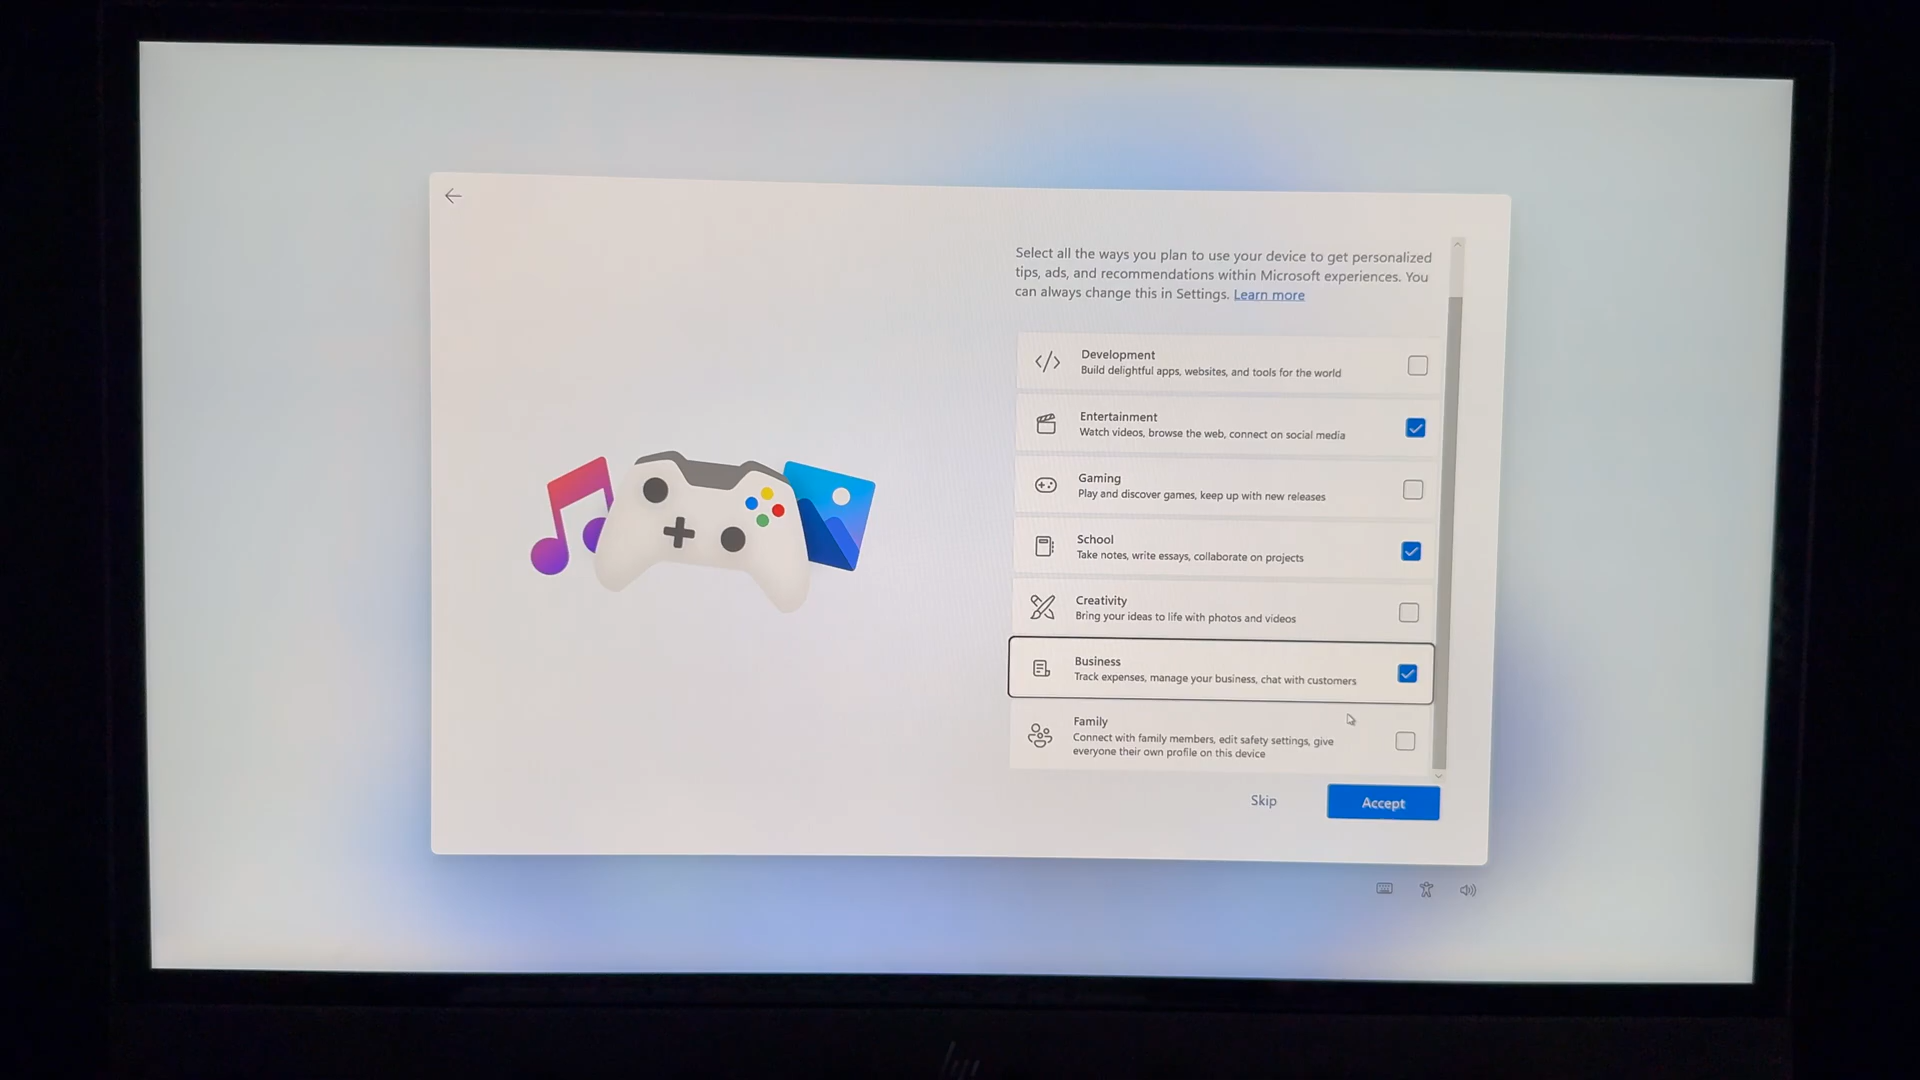 Select all the ways you plan to use your device to get personalized
tips, ads, and recommendations within Microsoft experiences. You
can always change this in Settings. Learn more
Development
Build delightful apps, websites, and tools for the world
Entertainment
Watch videos, browse the web, connect on social media
Gaming
Play and discover games, keep up with new releases
School
Take notes, write essays, collaborate on projects
Creativity
Bring your ideas to life with photos and videos
Business
Track expenses, manage your business, chat with customers
Family
Connect with family members, edit safety settings, give
everyone their own profile on this device
Skip
Accept
hp